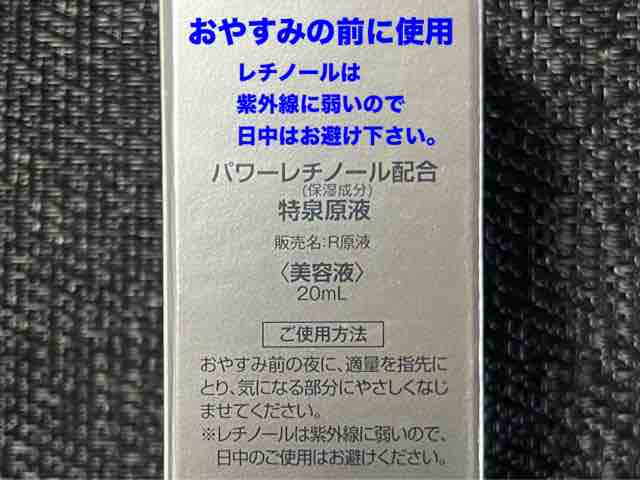 おやすみの前に使用
レチノールは
紫外線に弱いので
日中はお避け下さい。
パワーレチノール配合
(保湿成分)
特泉原液
販売名:R原液
〈美容液〉
20mL
ご使用方法
おやすみ前の夜に、適量を指先に
とり、気になる部分にやさしくなじ
ませてください。
※レチノールは紫外線に弱いので、
日中のご使用はお避けください。